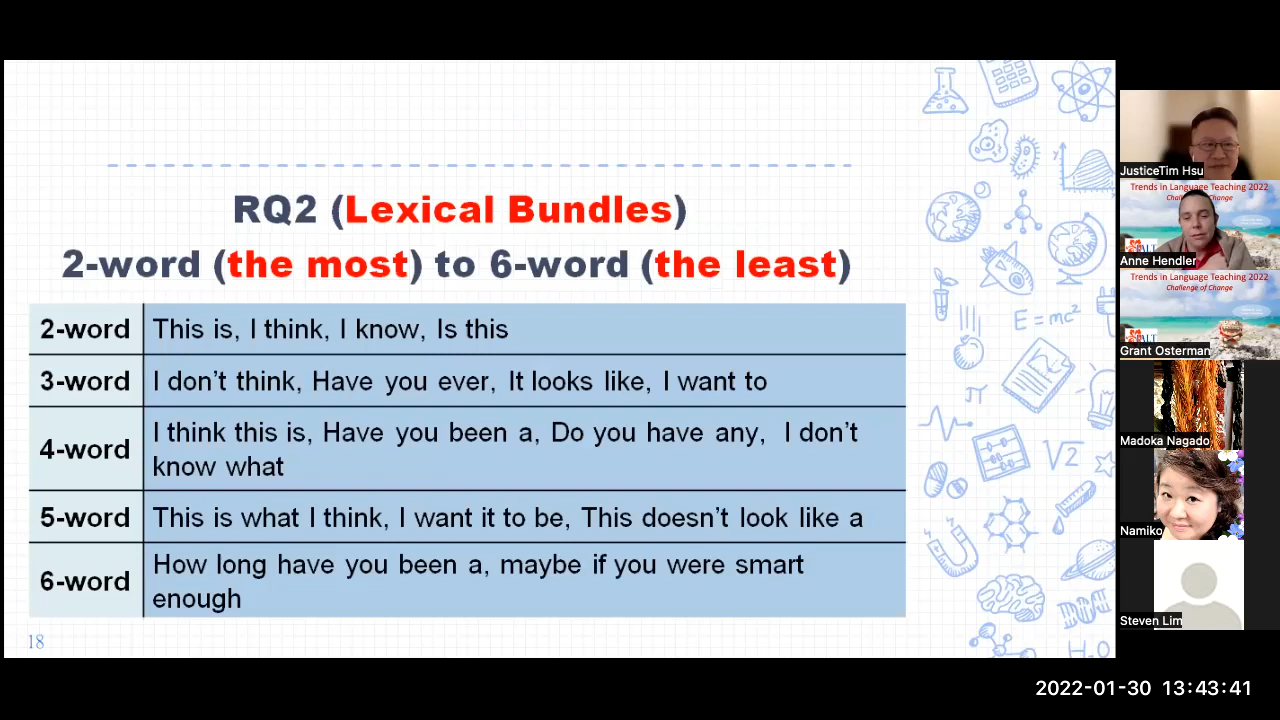 RQ2 (Lexical Bundles)
2-word (the most) to 6-word (the least)
2-word This is, I think, I know, Is this
3-word I don't think, Have you ever, It looks like, I want to
4-word I think this is, Have you been a, Do you have any, I don't
know what
5-word This is what I think, I want it to be, This doesn't look like a
6-word How long have you been a, maybe if you were smart
enough
18
E=mc²
π
√2
H₂O
JusticeTim Hsu
Trends in Language Teaching 2022
Anne Hendler
Trends in Language Teaching 2022
Challenge of Change
Grant Osterman
Madoka Nagado
Namiko
Steven Lim
2022-01-30 13:43:41